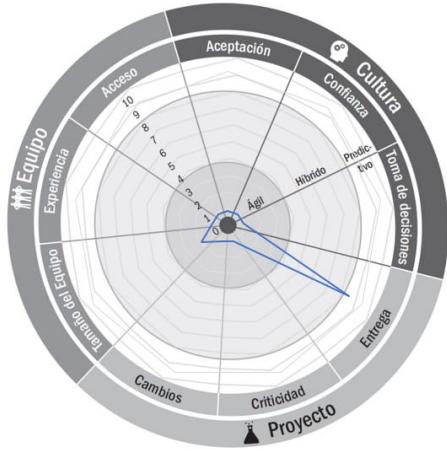 Equipo
Cultura
Proyecto
Acceso
Aceptación
Confianza
Toma de decisiones
Entrega
Criticidad
Cambios
Tamaño del Equipo
Experiencia
10
9
8
7
6
5
4
3
2
1
0
Ágil
Híbrido
Predic-
tivo